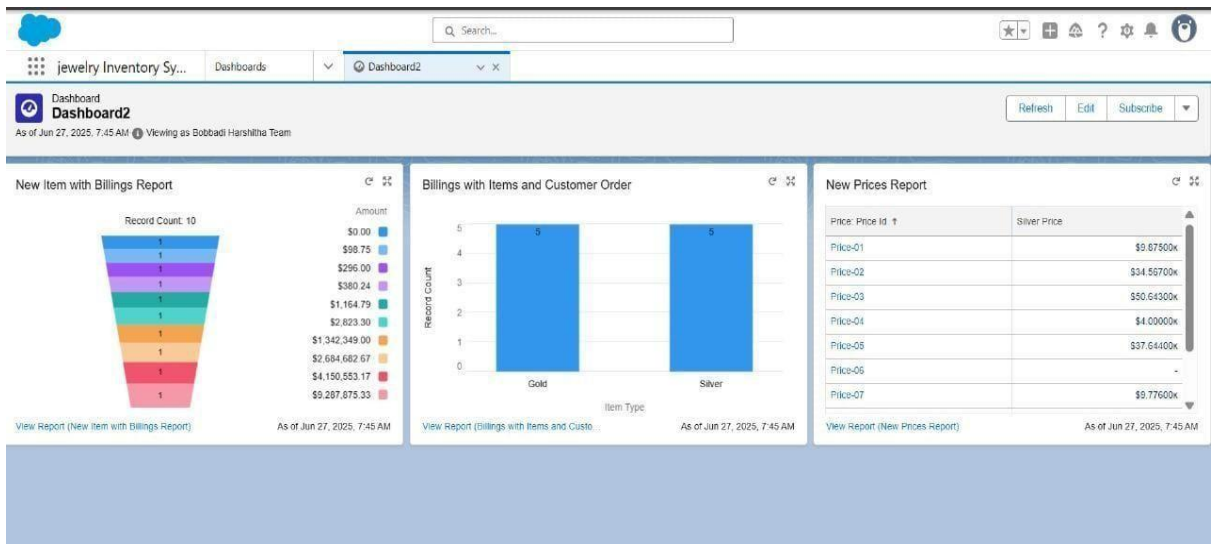 Search...
jewelry Inventory Sy...
Dashboards
Dashboard2
Dashboard
Dashboard2
As of Jun 27, 2025, 7:45 AM Viewing as Bobbadi Harshitha Team
Refresh
Edit
Subscribe
New Item with Billings Report
Record Count: 10
1
1
1
1
1
1
1
1
1
1
Amount
$0.00
$98.75
$296.00
$380.24
$1,164.79
$2,823.30
$1,342,349.00
$2,684,682.67
$4,150,553.17
$9,287,875.33
View Report (New Item with Billings Report)
As of Jun 27, 2025, 7:45 AM
Billings with Items and Customer Order
Record Count
5
4
3
2
1
0
5
5
Gold
Silver
Item Type
View Report (Billings with Items and Custo...
As of Jun 27, 2025, 7:45 AM
New Prices Report
Price: Price Id ↑ Silver Price
Price-01 $9.87500K
Price-02 $34.56700K
Price-03 $50.64300K
Price-04 $4.00000K
Price-05 $37.64400K
Price-06 -
Price-07 $9.77600K
View Report (New Prices Report)
As of Jun 27, 2025, 7:45 AM